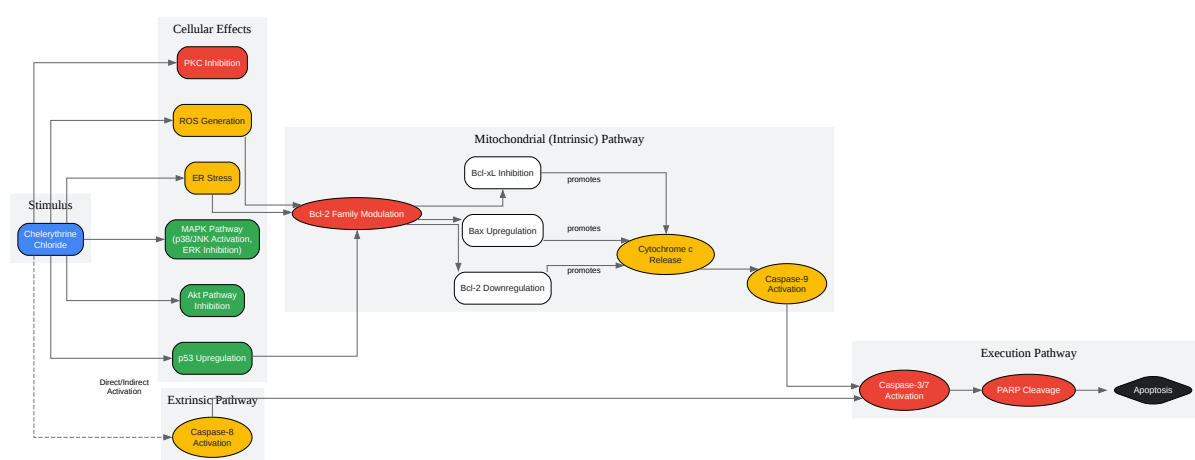 Cellular Effects
PKC Inhibition
ROS Generation
ER Stress
MAPK Pathway
(p38/JNK Activation,
ERK Inhibition)
Akt Pathway
Inhibition
p53 Upregulation
Stimulus
Chelerythrine
Chloride
Direct/Indirect
Activation
Extrinsic Pathway
Caspase-8
Activation
Mitochondrial (Intrinsic) Pathway
Bcl-2 Family Modulation
Bcl-xL Inhibition
promotes
Bax Upregulation
promotes
Bcl-2 Downregulation
promotes
Cytochrome c
Release
Caspase-9
Activation
Execution Pathway
Caspase-3/7
Activation
PARP Cleavage
Apoptosis